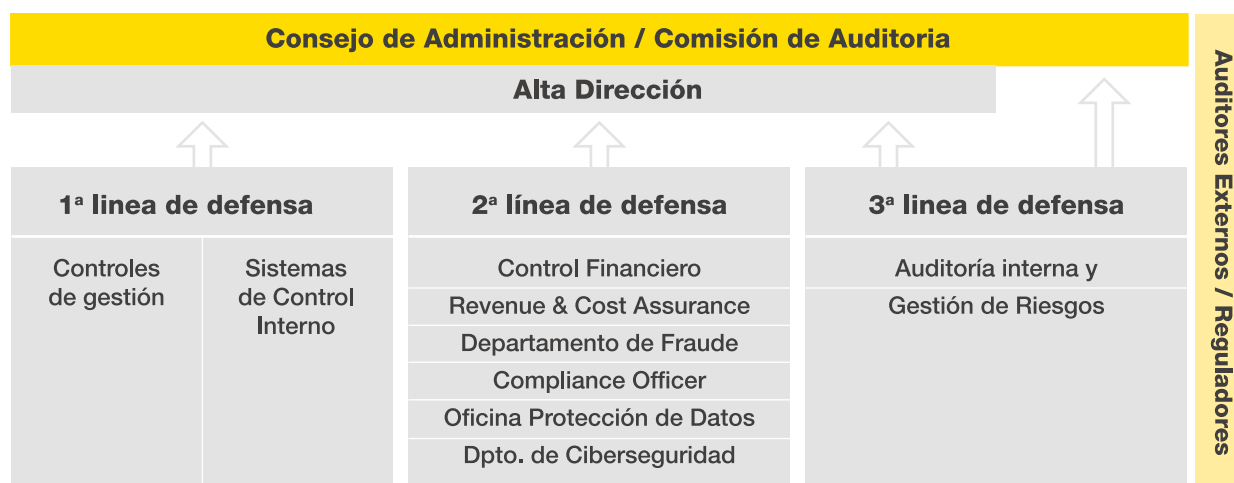 Consejo de Administración / Comisión de Auditoria
Alta Dirección
1ª linea de defensa
Controles
de gestión
Sistemas
de Control
Interno
2ª línea de defensa
Control Financiero
Revenue & Cost Assurance
Departamento de Fraude
Compliance Officer
Oficina Protección de Datos
Dpto. de Ciberseguridad
3ª linea de defensa
Auditoría interna y
Gestión de Riesgos
Auditores Externos / Reguladores